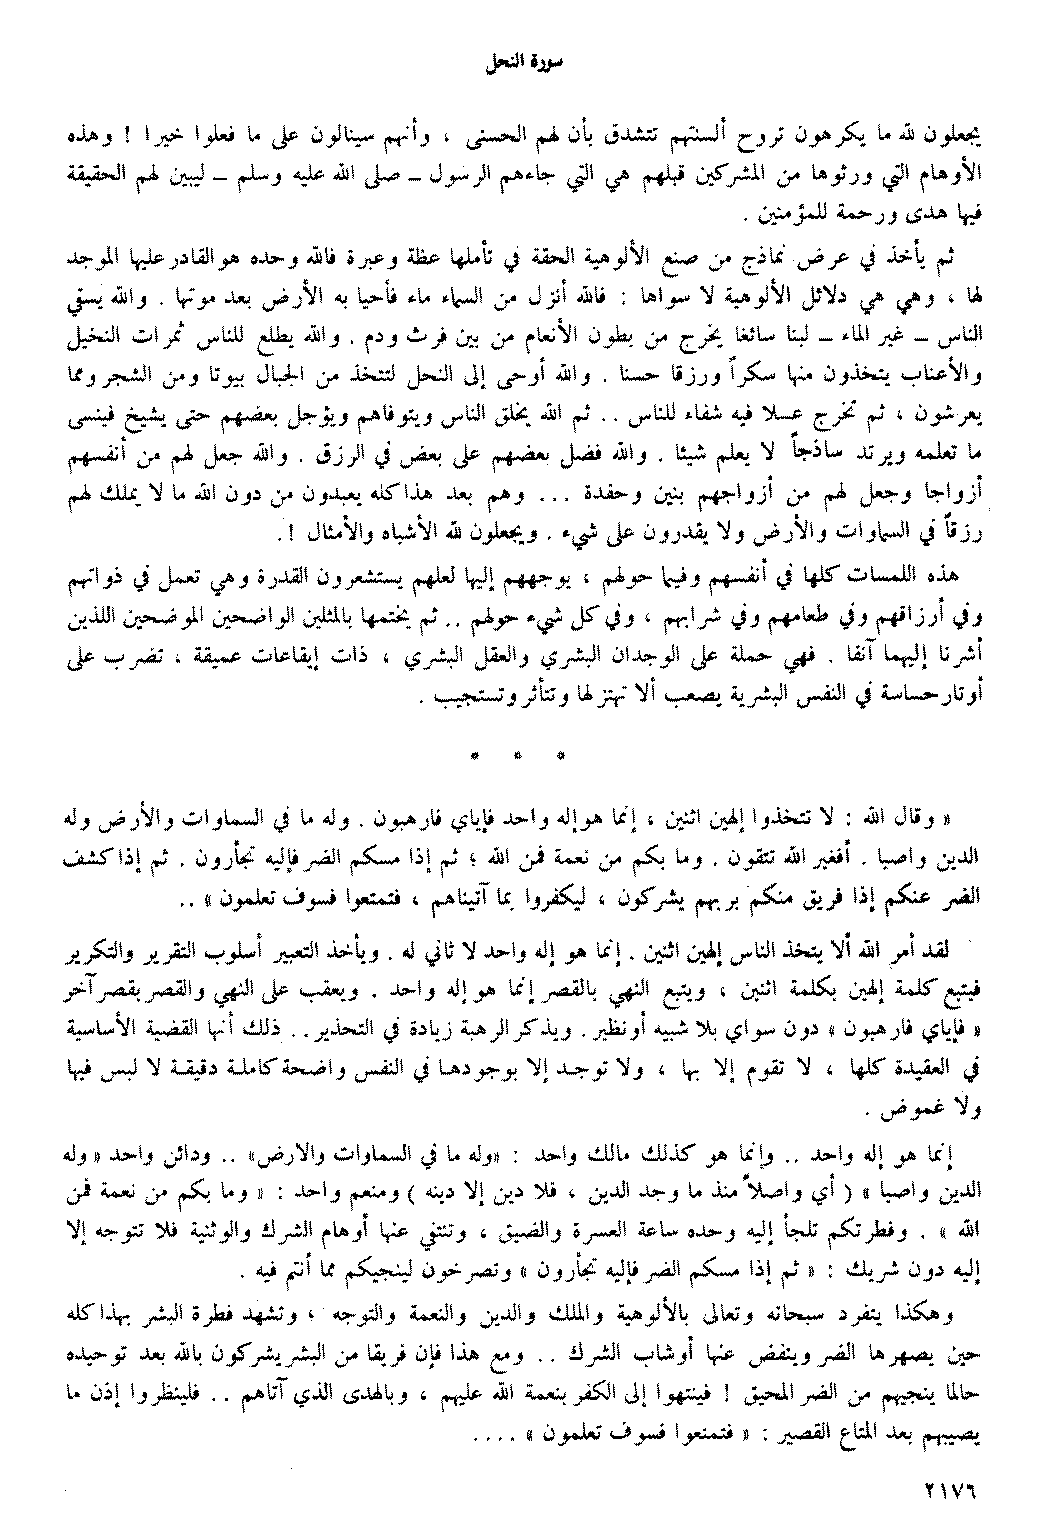 سورة النحل
يجعلون لله ما يكرهون تروح ألسنتهم تتشدق بأن لهم الحسنى ، وأنهم سينالون على ما فعلوا خيرا ! وهذه
الأوهام التي ورثوها من المشركين قبلهم هي التي جاءهم الرسول ـ صلى الله عليه وسلم ـ ليبين لهم الحقيقة
فيها هدى ورحمة للمؤمنين .
ثم يأخذ في عرض نماذج من صنع الألوهية الحقة في تأملها عظة وعبرة فالله وحده هو القادر عليها الموجد
لها ، وهي هي دلائل الألوهية لا سواها : فالله أنزل من السماء ماء فأحيا به الأرض بعد موتها . والله يسقي
الناس ـ غير الماء ـ لبنا سائغا يخرج من بطون الأنعام من بين فرث ودم . والله يطلع للناس ثمرات النخيل
والأعناب يتخذون منها سكراً ورزقا حسنا . والله أوحى إلى النحل لتتخذ من الجبال بيوتا ومن الشجر ومما
يعرشون ، ثم تخرج عسلا فيه شفاء للناس .. ثم الله يخلق الناس ويتوفاهم ويؤجل بعضهم حتى يشيخ فينسى
ما تعلمه ويرتد ساذجاً لا يعلم شيئا . والله فضل بعضهم على بعض في الرزق . والله جعل لهم من أنفسهم
أزواجا وجعل لهم من أزواجهم بنين وحفدة ... وهم بعد هذا كله يعبدون من دون الله ما لا يملك لهم
رزقاً في السماوات والأرض ولا يقدرون على شيء . ويجعلون لله الأشباه والأمثال ! .
هذه اللمسات كلها في أنفسهم وفيما حولهم ، يوجههم إليها لعلهم يستشعرون القدرة وهي تعمل في ذواتهم
وفي أرزاقهم وفي طعامهم وفي شرابهم ، وفي كل شيء حولهم .. ثم يختمها بالمثلين الواضحين الموضحين اللذين
أشرنا إليهما آنفا . فهي حملة على الوجدان البشري والعقل البشري ، ذات إيقاعات عميقة ، تضرب على
أوتار حساسة في النفس البشرية يصعب ألا تهتز لها وتتأثر وتستجيب .
* * *
« وقال الله : لا تتخذوا إلهين اثنين ، إنما هو إله واحد فإياي فارهبون . وله ما في السماوات والأرض وله
الدين واصبا . أفغير الله تتقون . وما بكم من نعمة فمن الله ؛ ثم إذا مسكم الضر فإليه تجأرون . ثم إذا كشف
الضر عنكم إذا فريق منكم بربهم يشركون ، ليكفروا بما آتيناهم ، فتمتعوا فسوف تعلمون » ..
لقد أمر الله ألا يتخذ الناس إلهين اثنين . إنما هو إله واحد لا ثاني له . ويأخذ التعبير أسلوب التقرير والتكرير
فيتبع كلمة إلهين بكلمة اثنين ، ويتبع النهي بالقصر إنما هو إله واحد . ويعقب على النهي والقصر بقصر آخر
« فإياي فارهبون » دون سواي بلا شبيه أو نظير . ويذكر الرهبة زيادة في التحذير .. ذلك أنها القضية الأساسية
في العقيدة كلها ، لا تقوم إلا بها ، ولا توجد إلا بوجودها في النفس واضحة كاملة دقيقة لا لبس فيها
ولا غموض .
إنما هو إله واحد .. وإنما هو كذلك مالك واحد : «وله ما في السماوات والارض» .. ودائن واحد « وله
الدين واصبا » ( أي واصلاً منذ ما وجد الدين ، فلا دين إلا دينه ) ومنعم واحد : « وما بكم من نعمة فمن
الله » . وفطرتكم تلجأ إليه وحده ساعة العسرة والضيق ، وتنتفي عنها أوهام الشرك والوثنية فلا تتوجه إلا
إليه دون شريك : « ثم إذا مسكم الضر فإليه تجأرون » وتصرخون لينجيكم مما أنتم فيه .
وهكذا يتفرد سبحانه وتعالى بالألوهية والملك والدين والنعمة والتوجه ؛ وتشهد فطرة البشر بهذا كله
حين يصهرها الضر وينفض عنها أوشاب الشرك .. ومع هذا فإن فريقا من البشر يشركون بالله بعد توحيده
حالما ينجيهم من الضر المحيق ! فينتهوا إلى الكفر بنعمة الله عليهم ، وبالهدى الذي آتاهم .. فلينظروا إذن ما
يصيبهم بعد المتاع القصير : « فتمتعوا فسوف تعلمون » ....
٢١٧٦